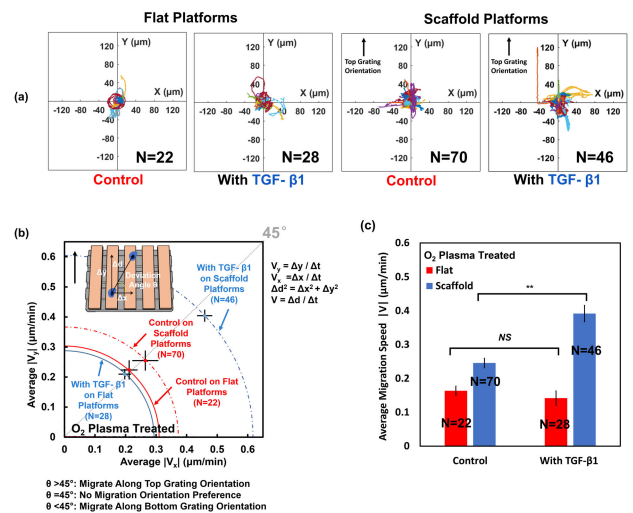 Flat Platforms
Scaffold Platforms
(a)
Y (μm)
X (μm)
120
80
40
-40
-80
-120
-120 -80 -40
40 80 120
N=22
Control
Y (μm)
X (μm)
120
80
40
-40
-80
-120
-120 -80 -40
40 80 120
N=28
With TGF- β1
Top Grating
Orientation
Y (μm)
X (μm)
120
80
40
-40
-80
-120
-120 -80 -40
40 80 120
N=70
Control
Top Grating
Orientation
Y (μm)
X (μm)
120
80
40
-40
-80
-120
-120 -80 -40
40 80 120
N=46
With TGF- β1
(b)
45°
Average |Vy| (μm/min)
0.6
0.5
0.4
0.3
0.2
0.1
0
0 0.1 0.2 0.3 0.4 0.5 0.6
Average |Vx| (μm/min)
Δy
Δd
Δx
Deviation
Angle θ
With TGF- β1
on Scaffold
Platforms
(N=46)
Control on
Scaffold
Platforms
(N=70)
With TGF- β1
on Flat
Platforms
(N=28)
Control on Flat
Platforms
(N=22)
O2 Plasma Treated
Vy = Δy / Δt
Vx =Δx / Δt
Δd2 = Δx2 + Δy2
V = Δd / Δt
θ >45°: Migrate Along Top Grating Orientation
θ =45°: No Migration Orientation Preference
θ <45°: Migrate Along Bottom Grating Orientation
(c)
Average Migration Speed |V| (μm/min)
0.6
0.5
0.4
0.3
0.2
0.1
0
O2 Plasma Treated
Flat
Scaffold
**
NS
N=22
N=70
N=28
N=46
Control
With TGF-β1